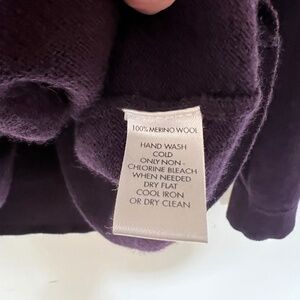 100% MERINO WOOL
HAND WASH
COLD
ONLY NON-
CHLORINE BLEACH
WHEN NEEDED
DRY FLAT
COOL IRON
OR DRY CLEAN